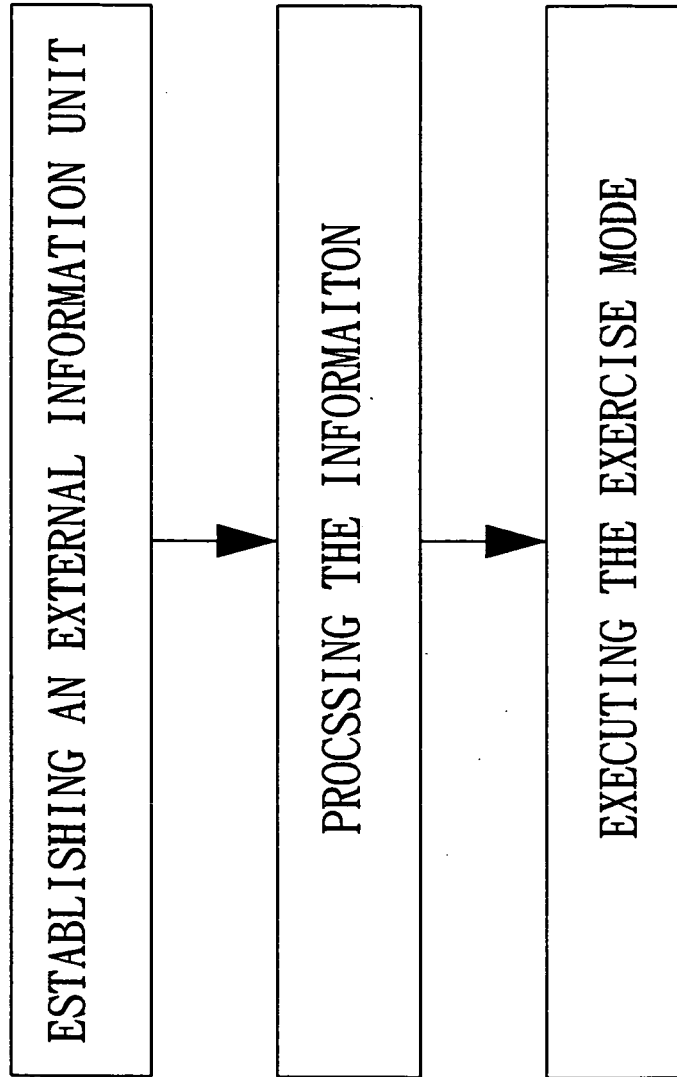 ESTABLISHING AN EXTERNAL INFORMATION UNIT
PROCSSING THE INFORMAITON
EXECUTING THE EXERCISE MODE